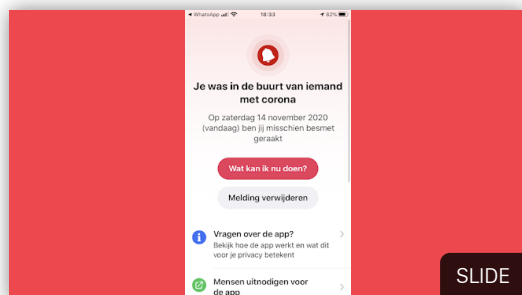 WhatsApp
18:33
82%
Je was in de buurt van iemand
met corona
Op zaterdag 14 november 2020
(vandaag) ben jij misschien besmet
geraakt
Wat kan ik nu doen?
Melding verwijderen
Vragen over de app?
Bekijk hoe de app werkt en wat dit
voor je privacy betekent
Mensen uitnodigen voor
de app
SLIDE